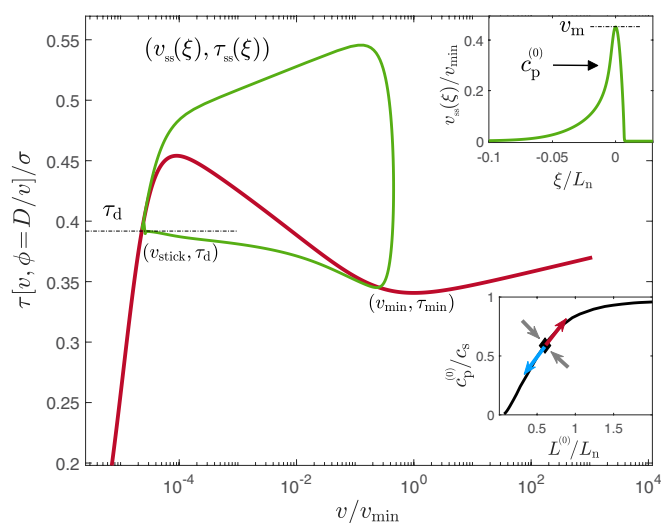 (v_ss(ξ), τ_ss(ξ))
τ_d
(v_stick, τ_d)
(v_min, τ_min)
τ[v, ϕ=D/v]/σ
0.55
0.5
0.45
0.4
0.35
0.3
0.25
0.2
10^-4
10^-2
10^0
10^2
10^4
v/v_min
v_m
c_p^(0)
v_ss(ξ)/v_min
0.4
0.2
0
-0.1
-0.05
0
ξ/L_n
c_p^(0)/c_s
1
0.5
0
0.5
1
1.5
L^(0)/L_n